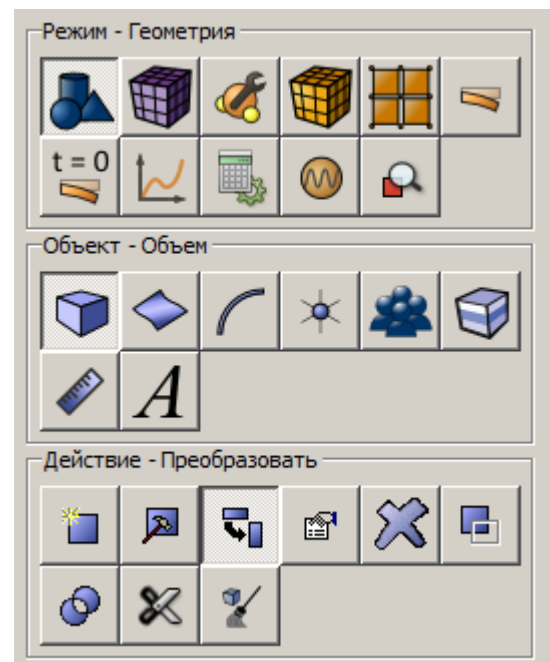 Режим - Геометрия
t = 0
Объект - Объем
A
Действие - Преобразовать